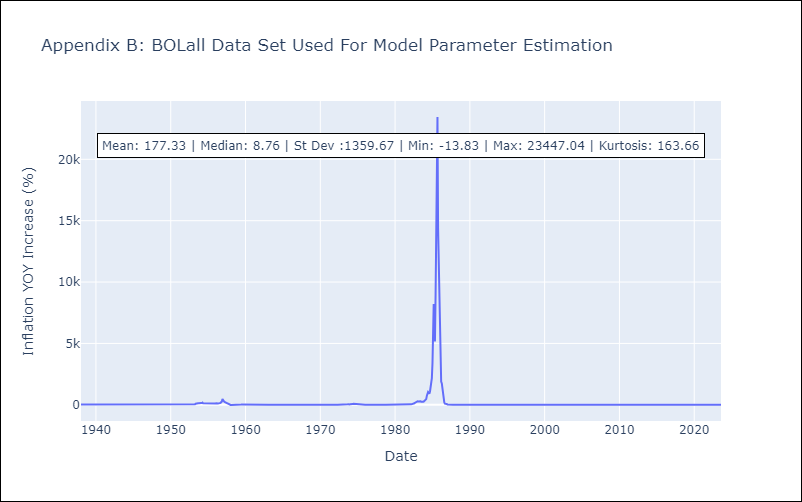 Appendix B: BOLall Data Set Used For Model Parameter Estimation
Mean: 177.33 | Median: 8.76 | St Dev :1359.67 | Min: -13.83 | Max: 23447.04 | Kurtosis: 163.66
Inflation YOY Increase (%)
20k
15k
10k
5k
0
1940 1950 1960 1970 1980 1990 2000 2010 2020
Date